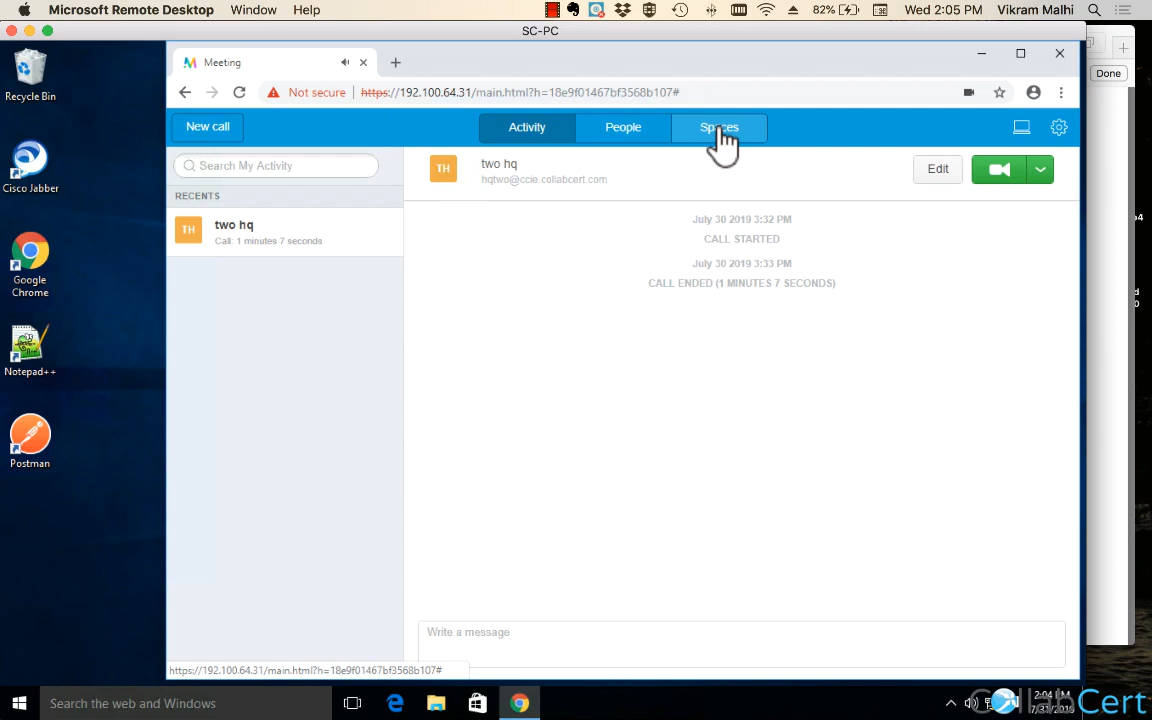 Microsoft Remote Desktop Window Help 82% Wed 2:05 PM Vikram Malhi
SC-PC
Meeting
Done
Not secure https://192.100.64.31/main.html?h=18e9f01467bf3568b107#
New call Activity People Spaces
Search My Activity
RECENTS
TH two hq
Call: 1 minutes 7 seconds
TH two hq
hqtwo@ccie.collabcert.com
Edit
July 30 2019 3:32 PM
CALL STARTED
July 30 2019 3:33 PM
CALL ENDED (1 MINUTES 7 SECONDS)
Write a message
https://192.100.64.31/main.html?h=18e9f01467bf3568b107#
Recycle Bin
Cisco Jabber
Google
Chrome
Notepad++
Postman
Search the web and Windows
CollabCert